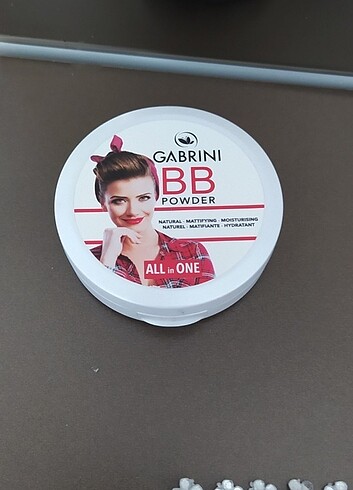 GABRINI
BB
POWDER
NATURAL - MATTIFYING - MOISTURISING
NATUREL - MATIFIANTE - HYDRATANT
ALL in ONE